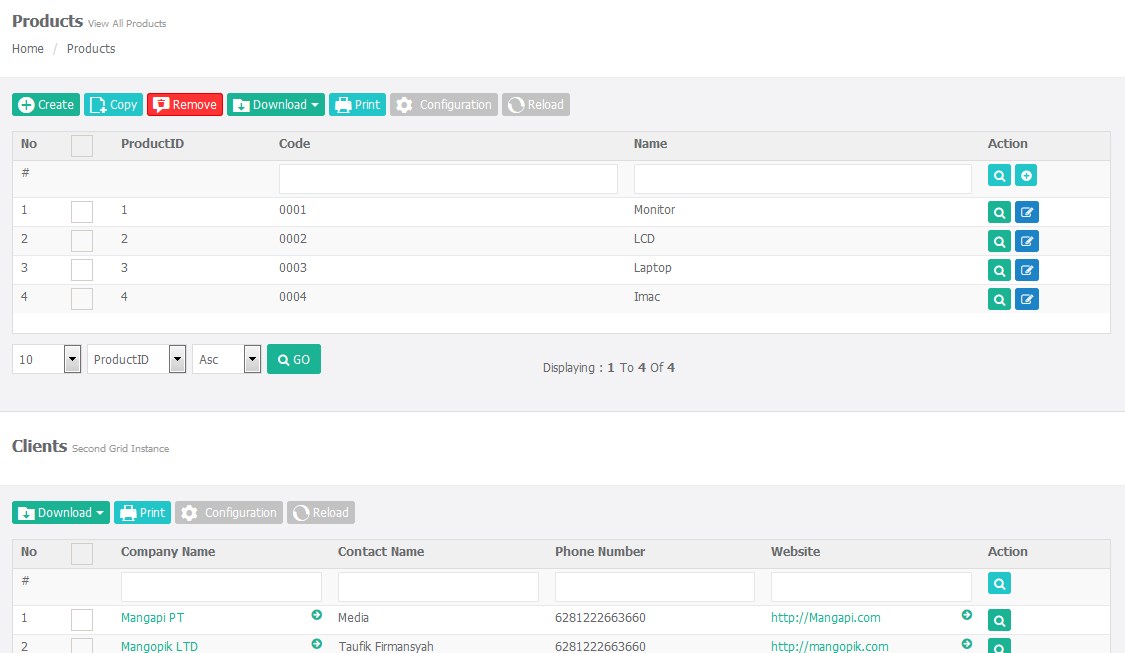 Products View All Products
Home / Products
Create Copy Remove Download Print Configuration Reload
No ProductID Code Name Action
#
1 1 0001 Monitor
2 2 0002 LCD
3 3 0003 Laptop
4 4 0004 Imac
10 ProductID Asc GO Displaying : 1 To 4 Of 4
Clients Second Grid Instance
Download Print Configuration Reload
No Company Name Contact Name Phone Number Website Action
#
1 Mangapi PT Media 6281222663660 http://Mangapi.com
2 Mangopik LTD Taufik Firmansyah 6281222663660 http://mangopik.com